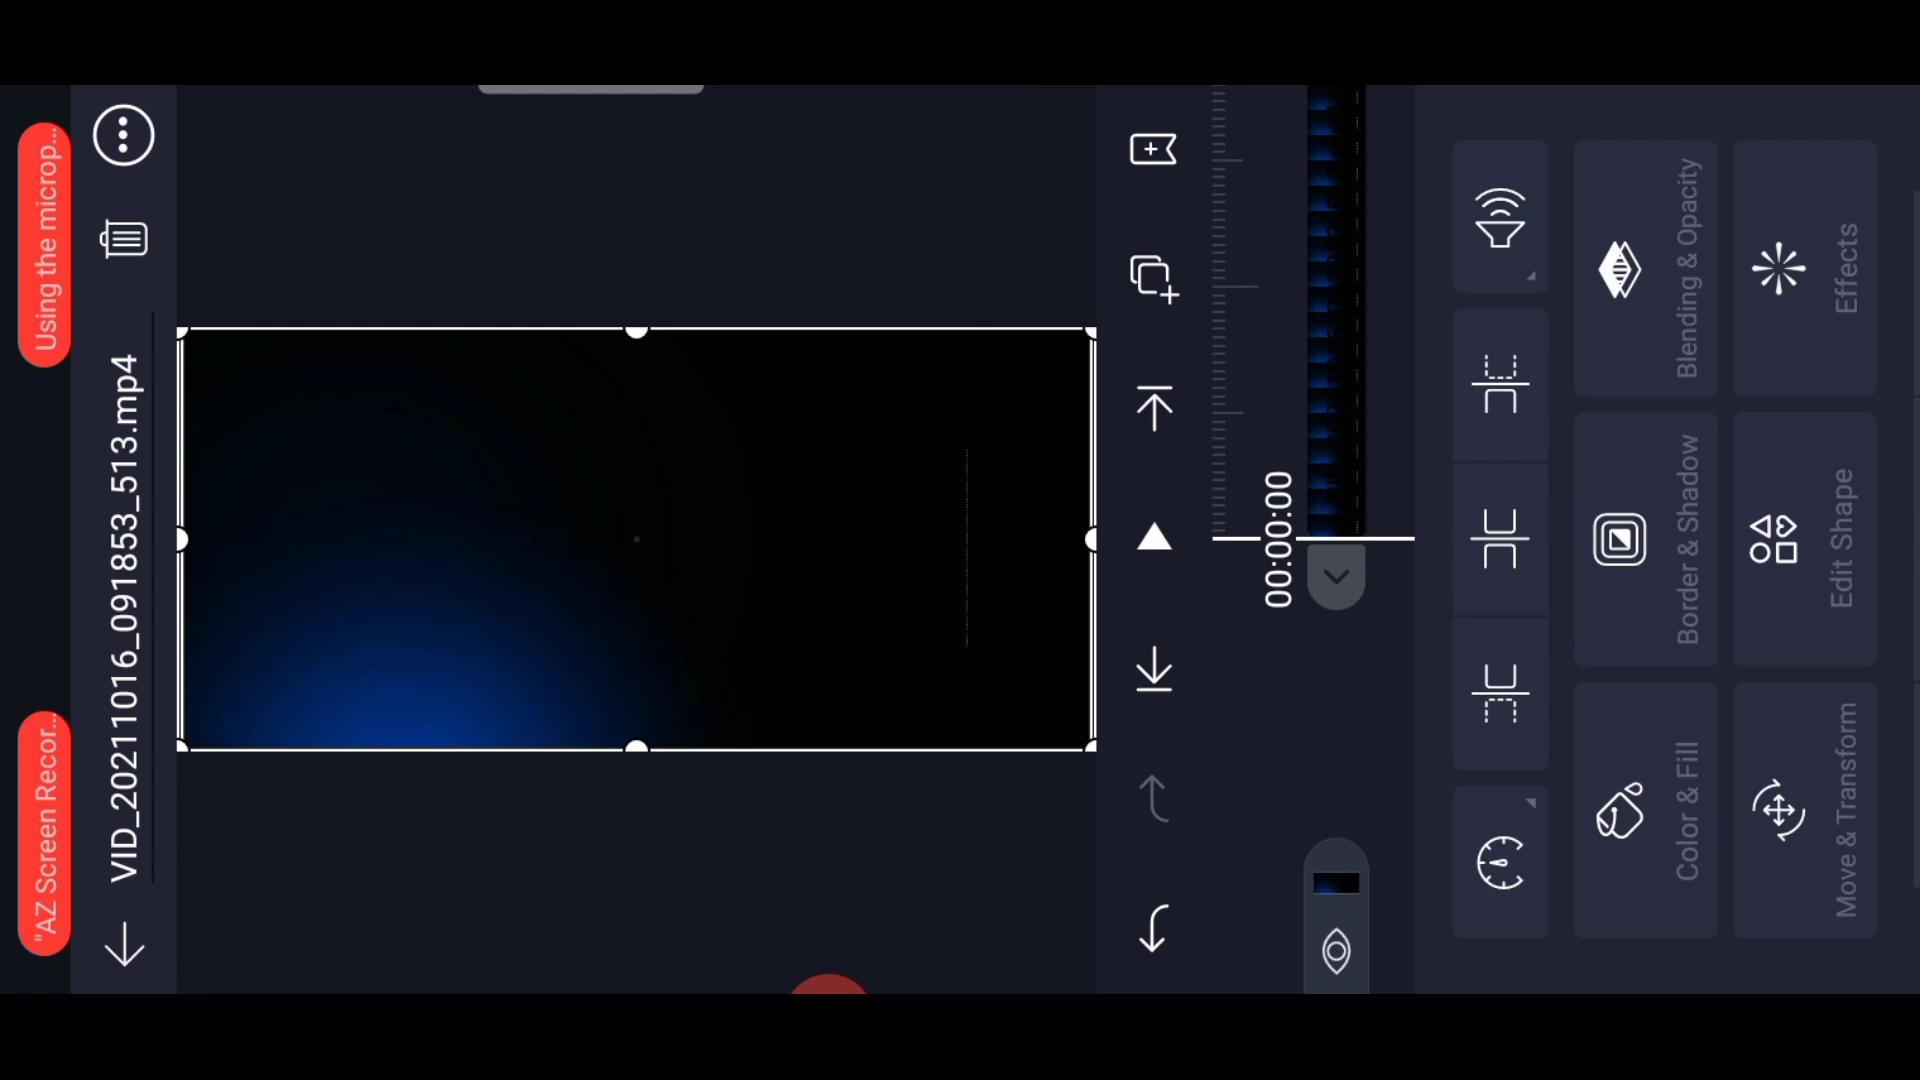 "AZ Screen Recor...
Using the microp...
VID_20211016_091853_513.mp4
00:00:00
Color & Fill
Border & Shadow
Blending & Opacity
Move & Transform
Edit Shape
Effects